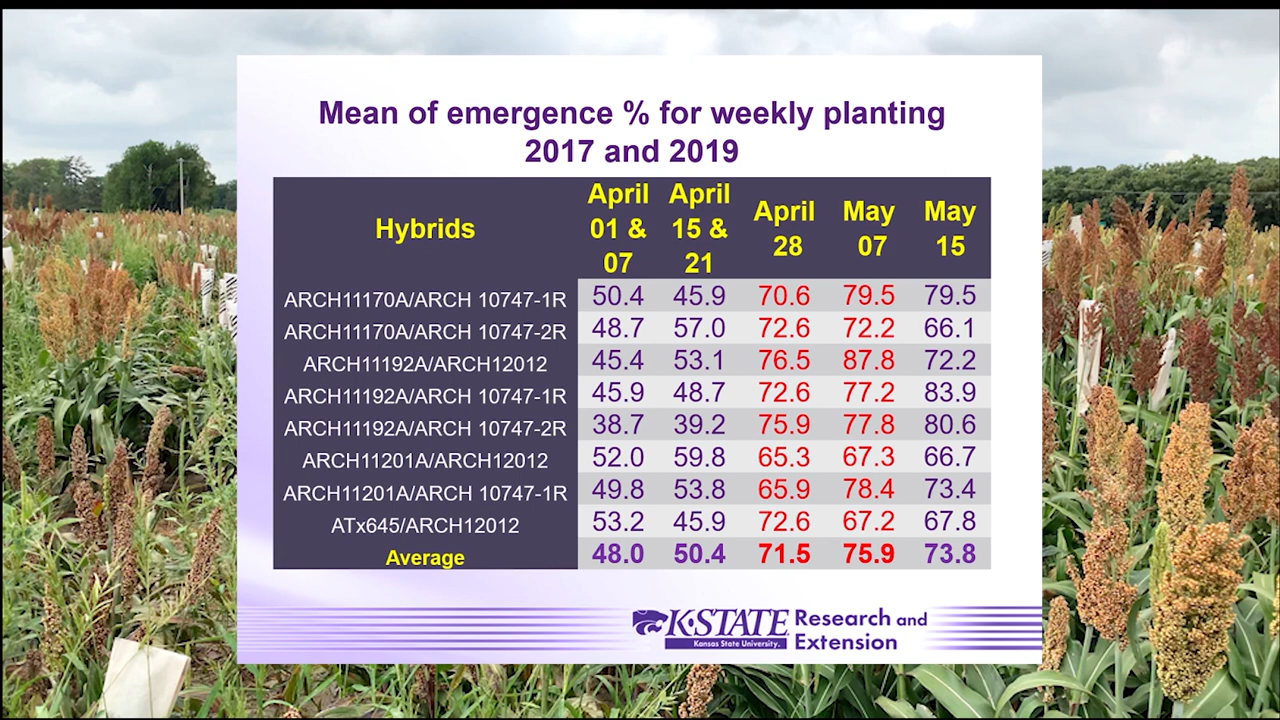 Mean of emergence % for weekly planting
2017 and 2019
Hybrids April 01 & 07 April 15 & 21 April 28 May 07 May 15
ARCH11170A/ARCH 10747-1R 50.4 45.9 70.6 79.5 79.5
ARCH11170A/ARCH 10747-2R 48.7 57.0 72.6 72.2 66.1
ARCH11192A/ARCH12012 45.4 53.1 76.5 87.8 72.2
ARCH11192A/ARCH 10747-1R 45.9 48.7 72.6 77.2 83.9
ARCH11192A/ARCH 10747-2R 38.7 39.2 75.9 77.8 80.6
ARCH11201A/ARCH12012 52.0 59.8 65.3 67.3 66.7
ARCH11201A/ARCH 10747-1R 49.8 53.8 65.9 78.4 73.4
ATx645/ARCH12012 53.2 45.9 72.6 67.2 67.8
Average 48.0 50.4 71.5 75.9 73.8
K-STATE
Kansas State University.
Research and
Extension